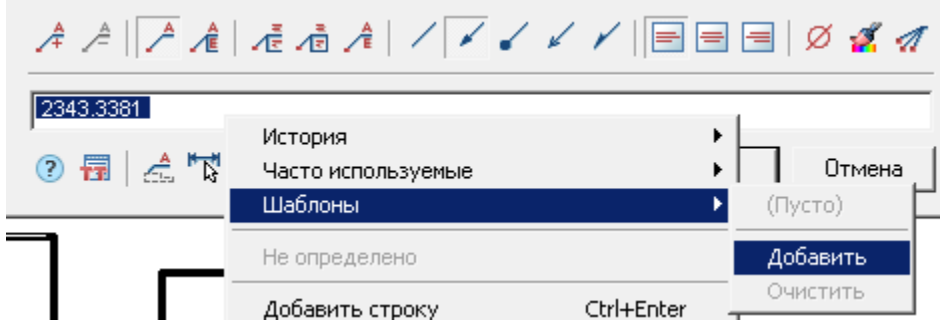 2343.3381
История
Часто используемые
Отмена
Шаблоны
(Пусто)
Не определено
Добавить
Очистить
Добавить строку Ctrl+Enter